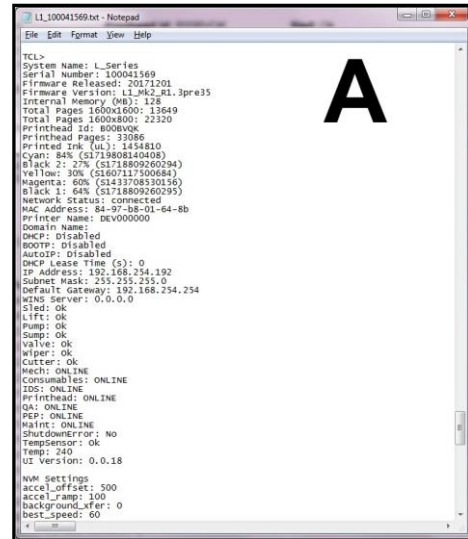 L1_100041569.txt - Notepad
File Edit Format View Help
A
TCL>
System Name: L_Series
Serial Number: 100041569
Firmware Released: 20171201
Firmware Version: L1_Mk2_R1.3pre35
Internal Memory (MB): 128
Total Pages 1600x1600: 13649
Total Pages 1600x800: 22320
Printhead Id: B00BVQK
Printhead Pages: 33086
Printed Ink (uL): 1454810
Cyan: 84% (S1719808140408)
Black 2: 27% (S1718809260294)
Yellow: 30% (S1607117500684)
Magenta: 60% (S1433708530156)
Black 1: 64% (S1718809260295)
Network Status: connected
MAC Address: 84-97-b8-01-64-8b
Printer Name: DEV000000
Domain Name:
DHCP: Disabled
BOOTP: Disabled
AutoIP: Disabled
DHCP Lease Time (s): 0
IP Address: 192.168.254.192
Subnet Mask: 255.255.255.0
Default Gateway: 192.168.254.254
WINS Server: 0.0.0.0
Sled: Ok
Lift: Ok
Pump: Ok
Sump: Ok
Valve: Ok
Wiper: Ok
Cutter: Ok
Mech: ONLINE
Consumables: ONLINE
IDS: ONLINE
Printhead: ONLINE
QA: ONLINE
PEP: ONLINE
Maint: ONLINE
ShutdownError: No
TempSensor: Ok
Temp: 240
UI Version: 0.0.18
NVM Settings
accel_offset: 500
accel_ramp: 100
background_xfer: 0
best_speed: 60